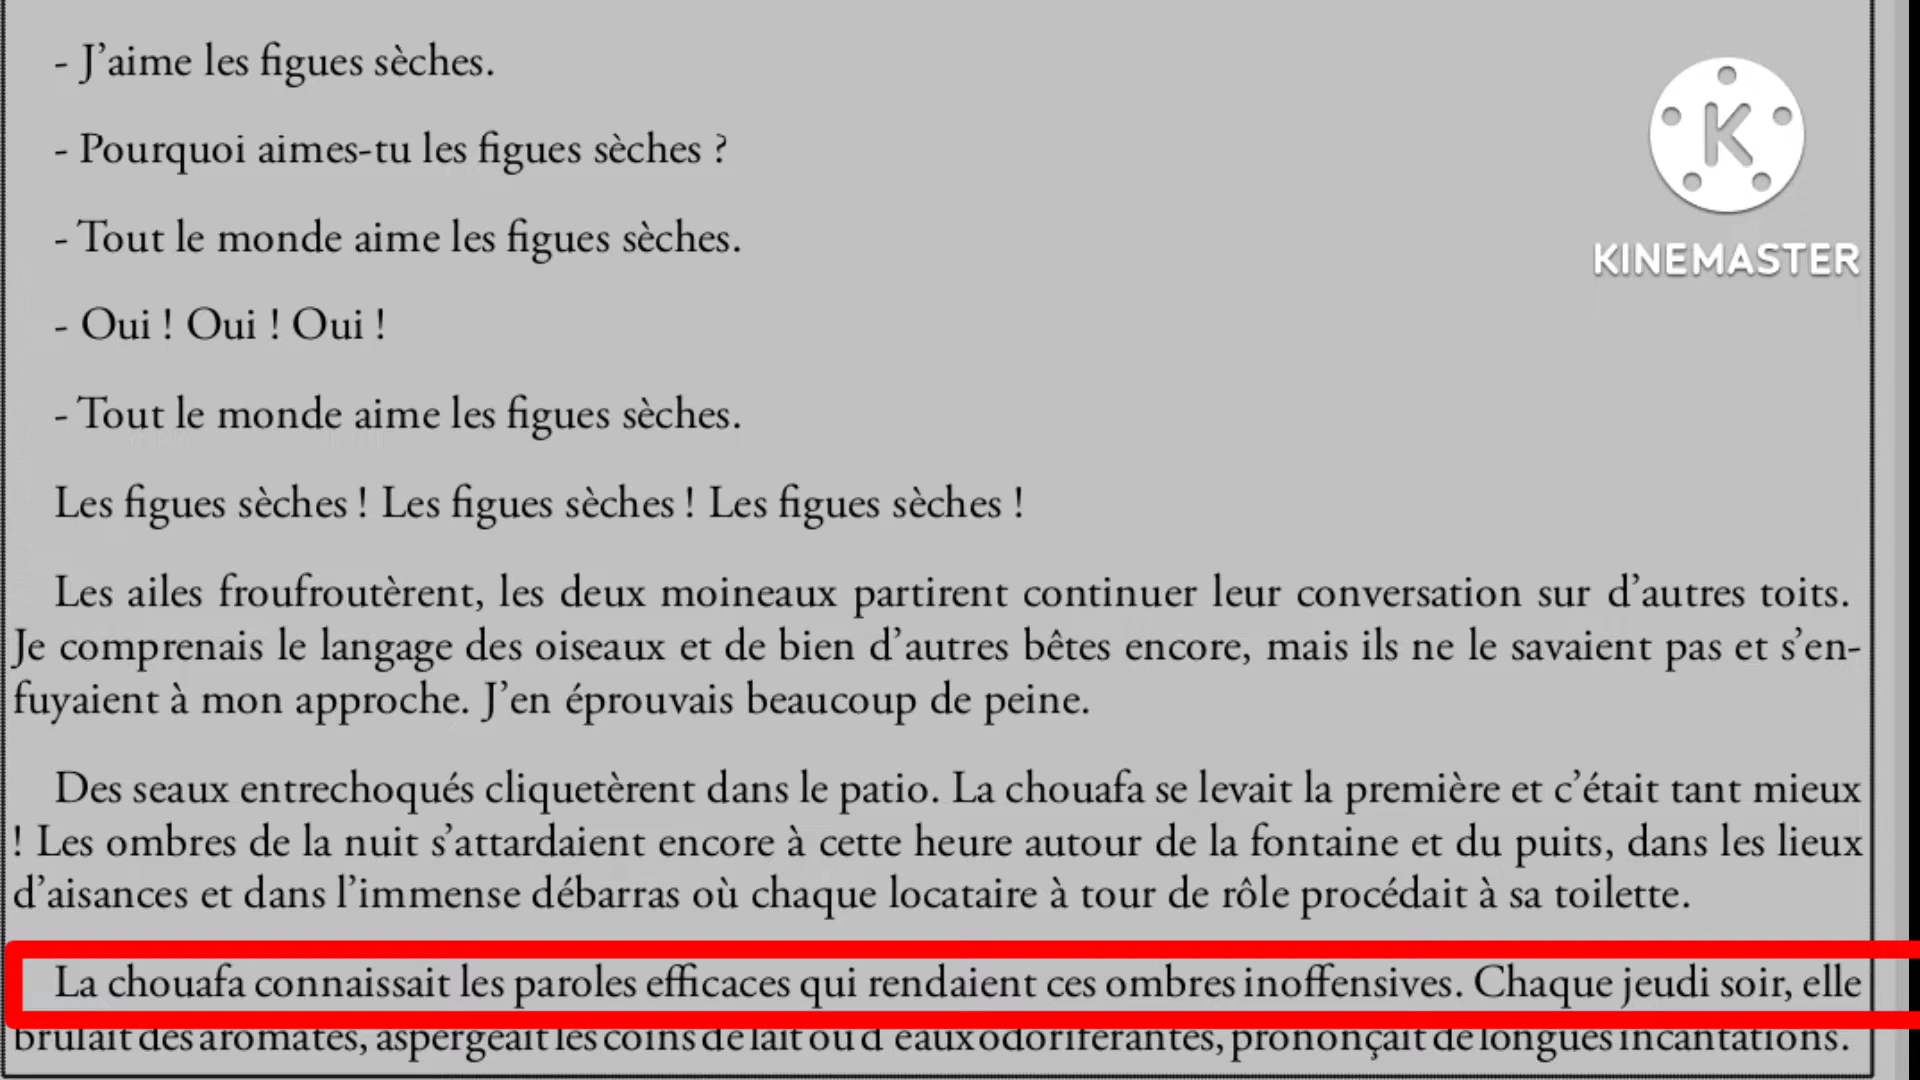 - J’aime les figues sèches.
- Pourquoi aimes-tu les figues sèches ?
- Tout le monde aime les figues sèches.
- Oui ! Oui ! Oui !
- Tout le monde aime les figues sèches.
Les figues sèches ! Les figues sèches ! Les figues sèches !
Les ailes froufroutèrent, les deux moineaux partirent continuer leur conversation sur d’autres toits.
Je comprenais le langage des oiseaux et de bien d’autres bêtes encore, mais ils ne le savaient pas et s’en-
fuyaient à mon approche. J’en éprouvais beaucoup de peine.
Des seaux entrechoqués cliquetèrent dans le patio. La chouafa se levait la première et c’était tant mieux
! Les ombres de la nuit s’attardaient encore à cette heure autour de la fontaine et du puits, dans les lieux
d’aisances et dans l’immense débarras où chaque locataire à tour de rôle procédait à sa toilette.
La chouafa connaissait les paroles efficaces qui rendaient ces ombres inoffensives. Chaque jeudi soir, elle
brulait des aromates, aspergeait les coins de lait ou d’eaux odoriférantes, prononçait de longues incantations.
K
KINEMASTER